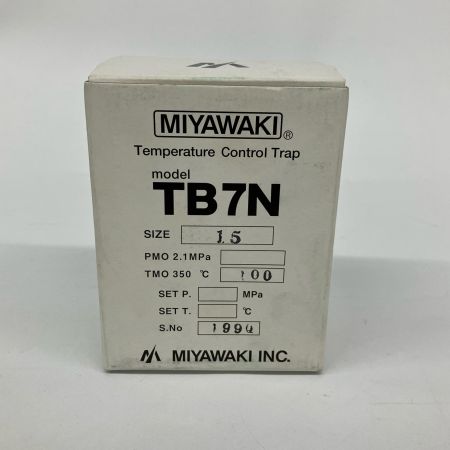 MIYAWAKI®
Temperature Control Trap
model
TB7N
SIZE 15
PMO 2.1MPa
TMO 350 °C 100
SET P. MPa
SET T. °C
S.No 1990
MIYAWAKI INC.